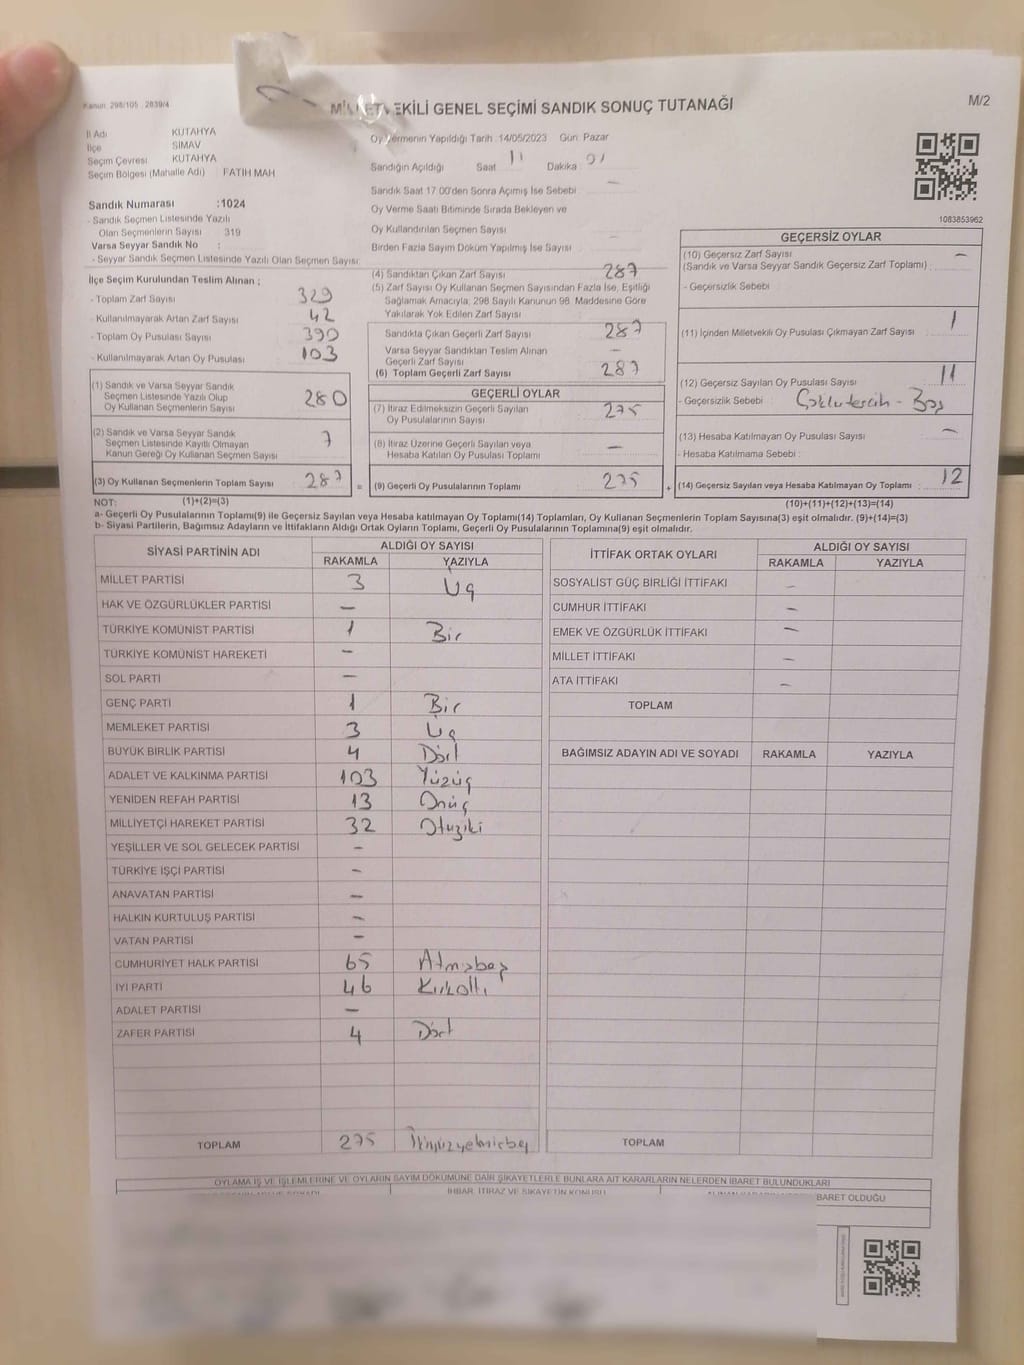 Kanun: 298/105 , 2839/4
MİLLETVEKİLİ GENEL SEÇİMİ SANDIK SONUÇ TUTANAĞI
M/2
İl Adı KÜTAHYA
İlçe SİMAV
Seçim Çevresi KÜTAHYA
Seçim Bölgesi (Mahalle Adı) FATİH MAH
Sandık Numarası :1024
- Sandık Seçmen Listesinde Yazılı
Olan Seçmenlerin Sayısı 319
Varsa Seyyar Sandık No :
- Seyyar Sandık Seçmen Listesinde Yazılı Olan Seçmen Sayısı:
İlçe Seçim Kurulundan Teslim Alınan ;
- Toplam Zarf Sayısı 329
- Kullanılmayarak Artan Zarf Sayısı 42
- Toplam Oy Pusulası Sayısı 390
- Kullanılmayarak Artan Oy Pusulası 103
(1) Sandık ve Varsa Seyyar Sandık
Seçmen Listesinde Yazılı Olup
Oy Kullanan Seçmenlerin Sayısı 280
(2) Sandık ve Varsa Seyyar Sandık
Seçmen Listesinde Kayıtlı Olmayan
Kanun Gereği Oy Kullanan Seçmen Sayısı 7
(3) Oy Kullanan Seçmenlerin Toplam Sayısı 287 =
Oy Vermenin Yapıldığı Tarih :14/05/2023 Gün: Pazar
Sandığın Açıldığı Saat Dakika
Sandık Saat 17:00'den Sonra Açılmış İse Sebebi —
Oy Verme Saati Bitiminde Sırada Bekleyen ve
Oy Kullandırılan Seçmen Sayısı
Birden Fazla Sayım Döküm Yapılmış İse Sayısı
(4) Sandıktan Çıkan Zarf Sayısı 287
(5) Zarf Sayısı Oy Kullanan Seçmen Sayısından Fazla İse, Eşitliği
Sağlamak Amacıyla, 298 Sayılı Kanunun 98. Maddesine Göre
Yakılarak Yok Edilen Zarf Sayısı
Sandıkta Çıkan Geçerli Zarf Sayısı 287
Varsa Seyyar Sandıktan Teslim Alınan
Geçerli Zarf Sayısı —
(6) Toplam Geçerli Zarf Sayısı 287
GEÇERLİ OYLAR
(7) İtiraz Edilmeksizin Geçerli Sayılan
Oy Pusulalarının Sayısı 275
(8) İtiraz Üzerine Geçerli Sayılan veya
Hesaba Katılan Oy Pusulası Toplamı —
(9) Geçerli Oy Pusulalarının Toplamı 275 +
1083853962
GEÇERSİZ OYLAR
(10) Geçersiz Zarf Sayısı —
(Sandık ve Varsa Seyyar Sandık Geçersiz Zarf Toplamı) :
- Geçersizlik Sebebi :
(11) İçinden Milletvekili Oy Pusulası Çıkmayan Zarf Sayısı 1
(12) Geçersiz Sayılan Oy Pusulası Sayısı 11
- Geçersizlik Sebebi : Çoklu tercih - Boş
(13) Hesaba Katılmayan Oy Pusulası Sayısı —
- Hesaba Katılmama Sebebi :
(14) Geçersiz Sayılan veya Hesaba Katılmayan Oy Toplamı : 12
NOT: (1)+(2)=(3) (10)+(11)+(12)+(13)=(14)
a- Geçerli Oy Pusulalarının Toplamı(9) ile Geçersiz Sayılan veya Hesaba katılmayan Oy Toplamı(14) Toplamları, Oy Kullanan Seçmenlerin Toplam Sayısına(3) eşit olmalıdır. (9)+(14)=(3)
b- Siyasi Partilerin, Bağımsız Adayların ve İttifakların Aldığı Ortak Oyların Toplamı, Geçerli Oy Pusulalarının Toplamına(9) eşit olmalıdır.
SİYASİ PARTİNİN ADI ALDIĞI OY SAYISI
RAKAMLA YAZIYLA
MİLLET PARTİSİ 3 Üç
HAK VE ÖZGÜRLÜKLER PARTİSİ —
TÜRKİYE KOMÜNİST PARTİSİ 1 Bir
TÜRKİYE KOMÜNİST HAREKETİ —
SOL PARTİ —
GENÇ PARTİ 1 Bir
MEMLEKET PARTİSİ 3 Üç
BÜYÜK BİRLİK PARTİSİ 4 Dört
ADALET VE KALKINMA PARTİSİ 103 Yüzüç
YENİDEN REFAH PARTİSİ 13 Onüç
MİLLİYETÇİ HAREKET PARTİSİ 32 Otuziki
YEŞİLLER VE SOL GELECEK PARTİSİ —
TÜRKİYE İŞÇİ PARTİSİ —
ANAVATAN PARTİSİ —
HALKIN KURTULUŞ PARTİSİ —
VATAN PARTİSİ —
CUMHURİYET HALK PARTİSİ 65 Atmışbeş
İYİ PARTİ 46 Kırkaltı
ADALET PARTİSİ —
ZAFER PARTİSİ 4 Dört
TOPLAM 275 İkiyüzyetmişbeş
İTTİFAK ORTAK OYLARI ALDIĞI OY SAYISI
RAKAMLA YAZIYLA
SOSYALİST GÜÇ BİRLİĞİ İTTİFAKI —
CUMHUR İTTİFAKI —
EMEK VE ÖZGÜRLÜK İTTİFAKI —
MİLLET İTTİFAKI —
ATA İTTİFAKI —
TOPLAM
BAĞIMSIZ ADAYIN ADI VE SOYADI RAKAMLA YAZIYLA
TOPLAM
OYLAMA İŞ VE İŞLEMLERİNE VE OYLARIN SAYIM DÖKÜMÜNE DAİR ŞİKAYETLERLE BUNLARA AİT KARARLARIN NELERDEN İBARET BULUNDUKLARI
İHBAR, İTİRAZ VE ŞİKAYETİN KONUSU
İBARET OLDUĞU